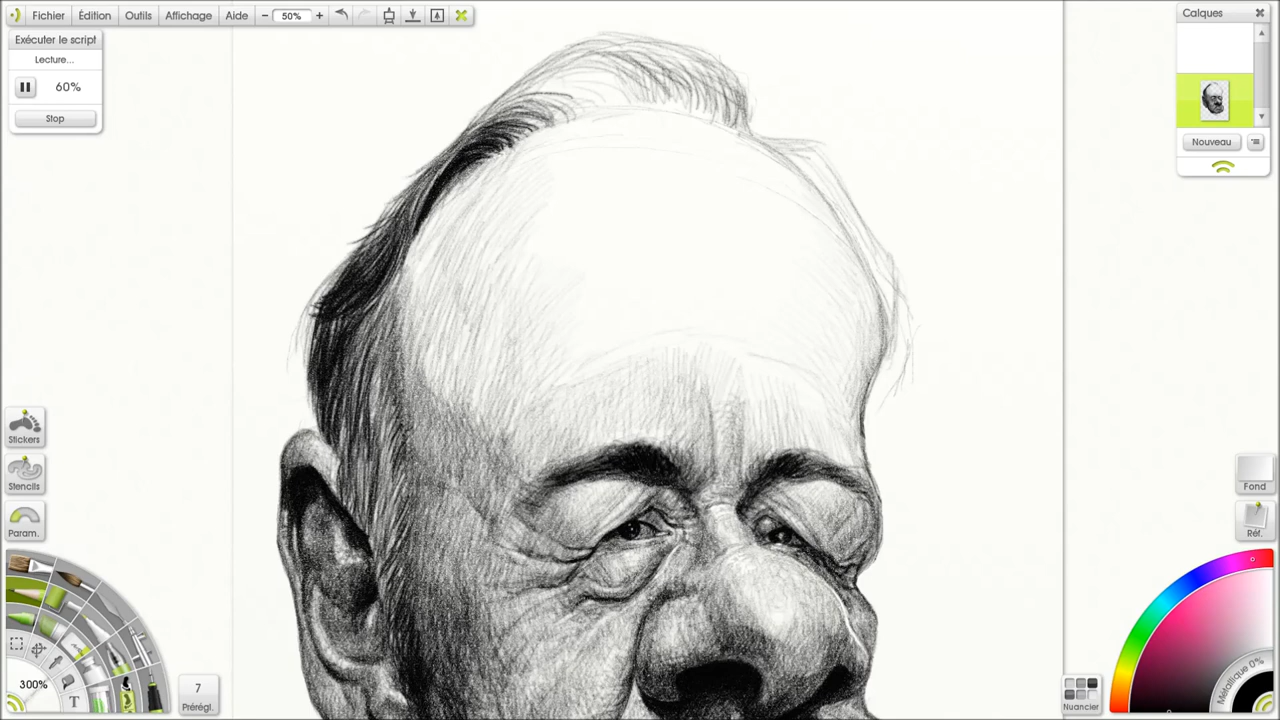 Fichier Édition Outils Affichage Aide − 50% +
Calques
Exécuter le script
Lecture...
60%
Stop
Nouveau
Stickers
Stencils
Param.
Fond
Réf.
Métallique 0%
300%
T
7
Prérégl.
Nuancier